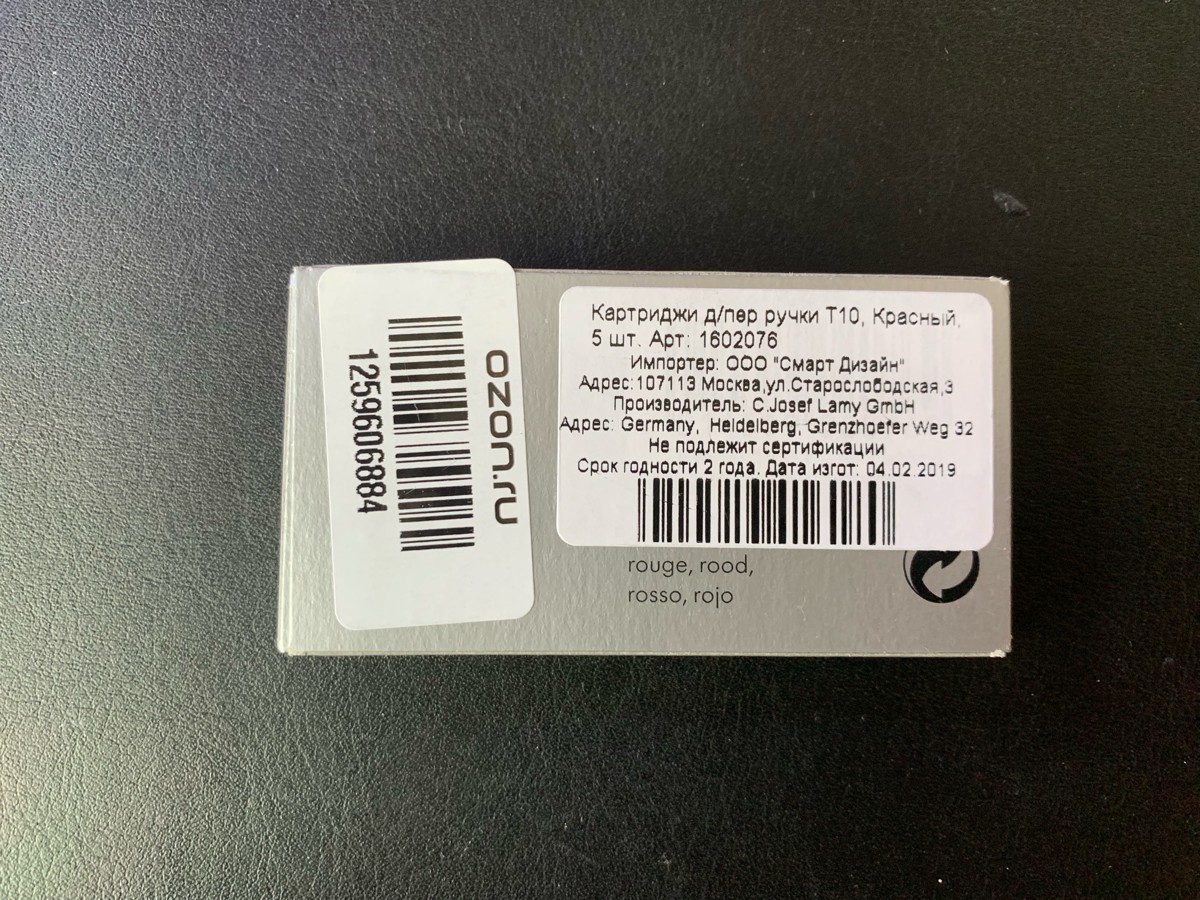 ozon.ru
1259606884
Картриджи д/пер ручки T10, Красный,
5 шт. Арт: 1602076
Импортер: ООО "Смарт Дизайн"
Адрес:107113 Москва,ул.Старослободская,3
Производитель: C.Josef Lamy GmbH
Адрес: Germany, Heidelberg, Grenzhoefer Weg 32
Не подлежит сертификации
Срок годности 2 года. Дата изгот: 04.02.2019
rouge, rood,
rosso, rojo